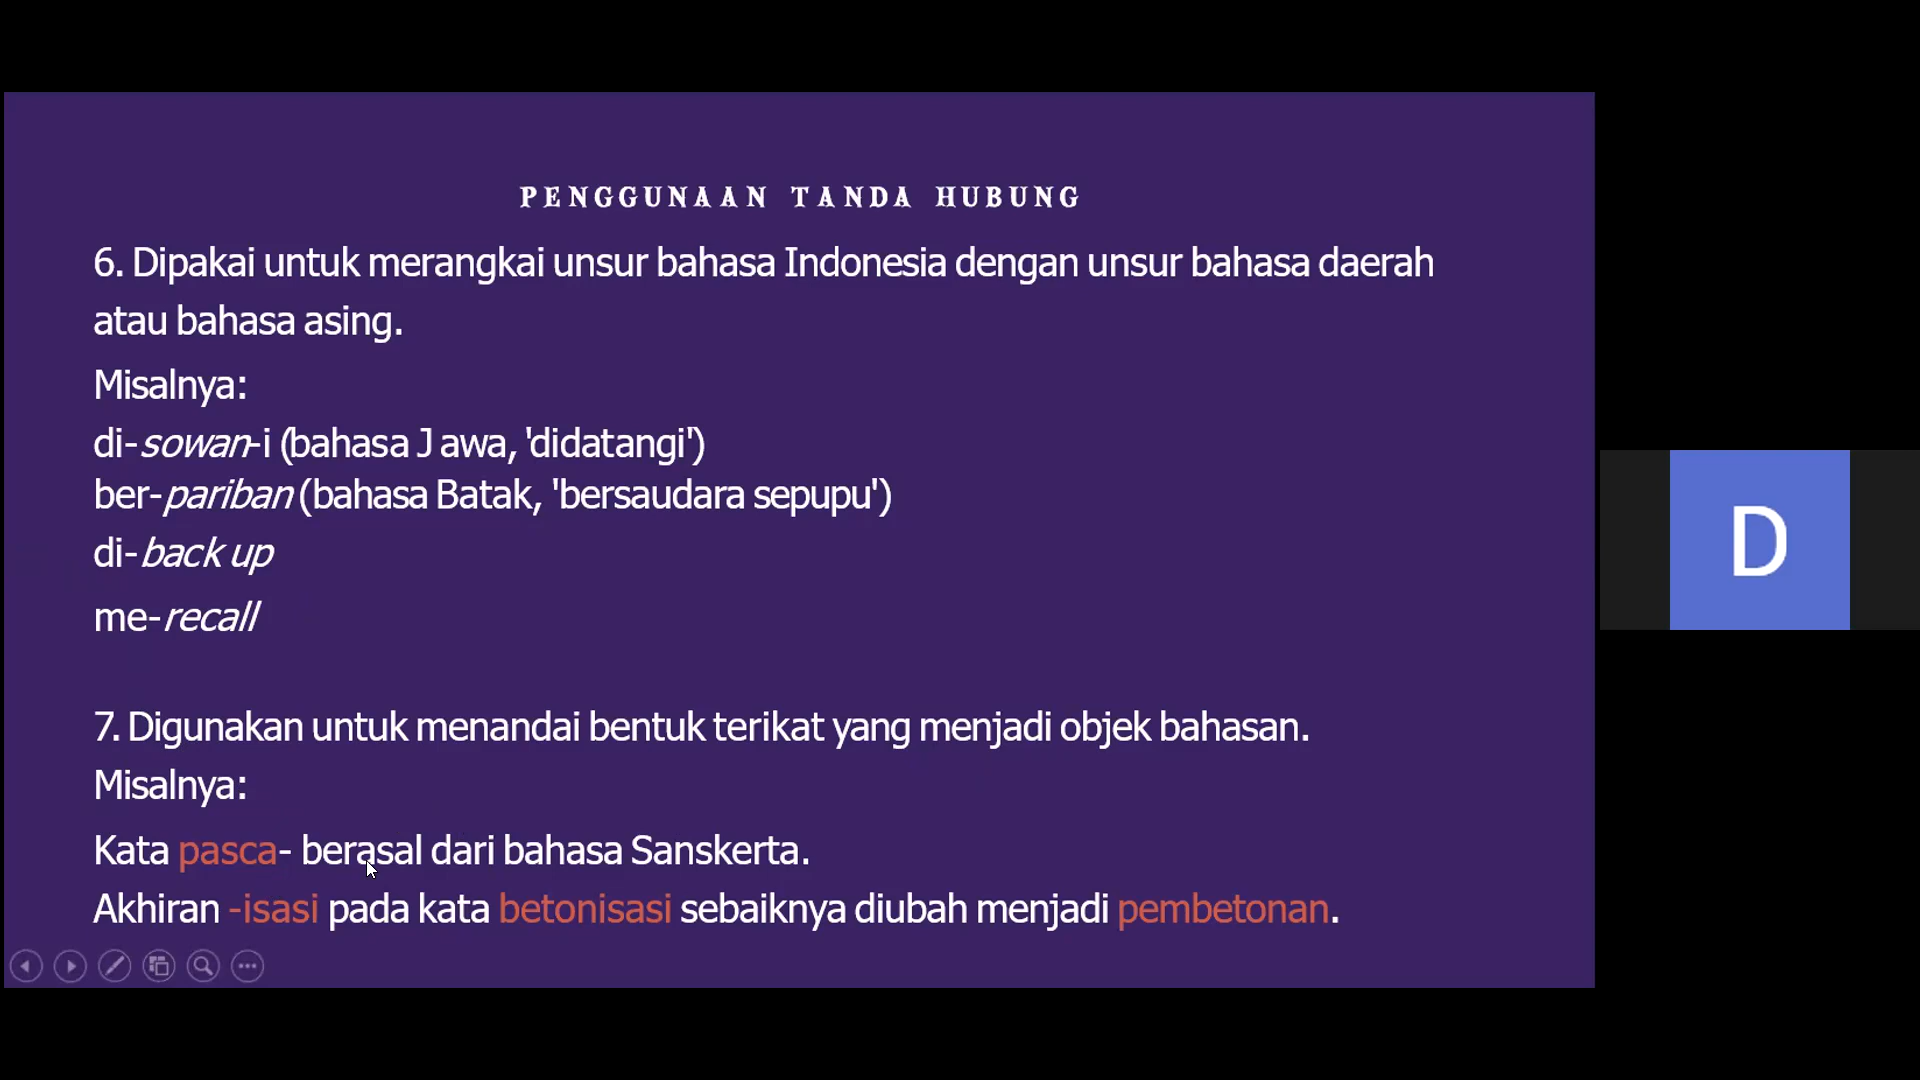 PENGGUNAAN TANDA HUBUNG
6. Dipakai untuk merangkai unsur bahasa Indonesia dengan unsur bahasa daerah
atau bahasa asing.
Misalnya:
di-sowan-i (bahasa Jawa, 'didatangi')
ber-pariban (bahasa Batak, 'bersaudara sepupu')
di-back up
me-recall
7. Digunakan untuk menandai bentuk terikat yang menjadi objek bahasan.
Misalnya:
Kata pasca- berasal dari bahasa Sanskerta.
Akhiran -isasi pada kata betonisasi sebaiknya diubah menjadi pembetonan.
D